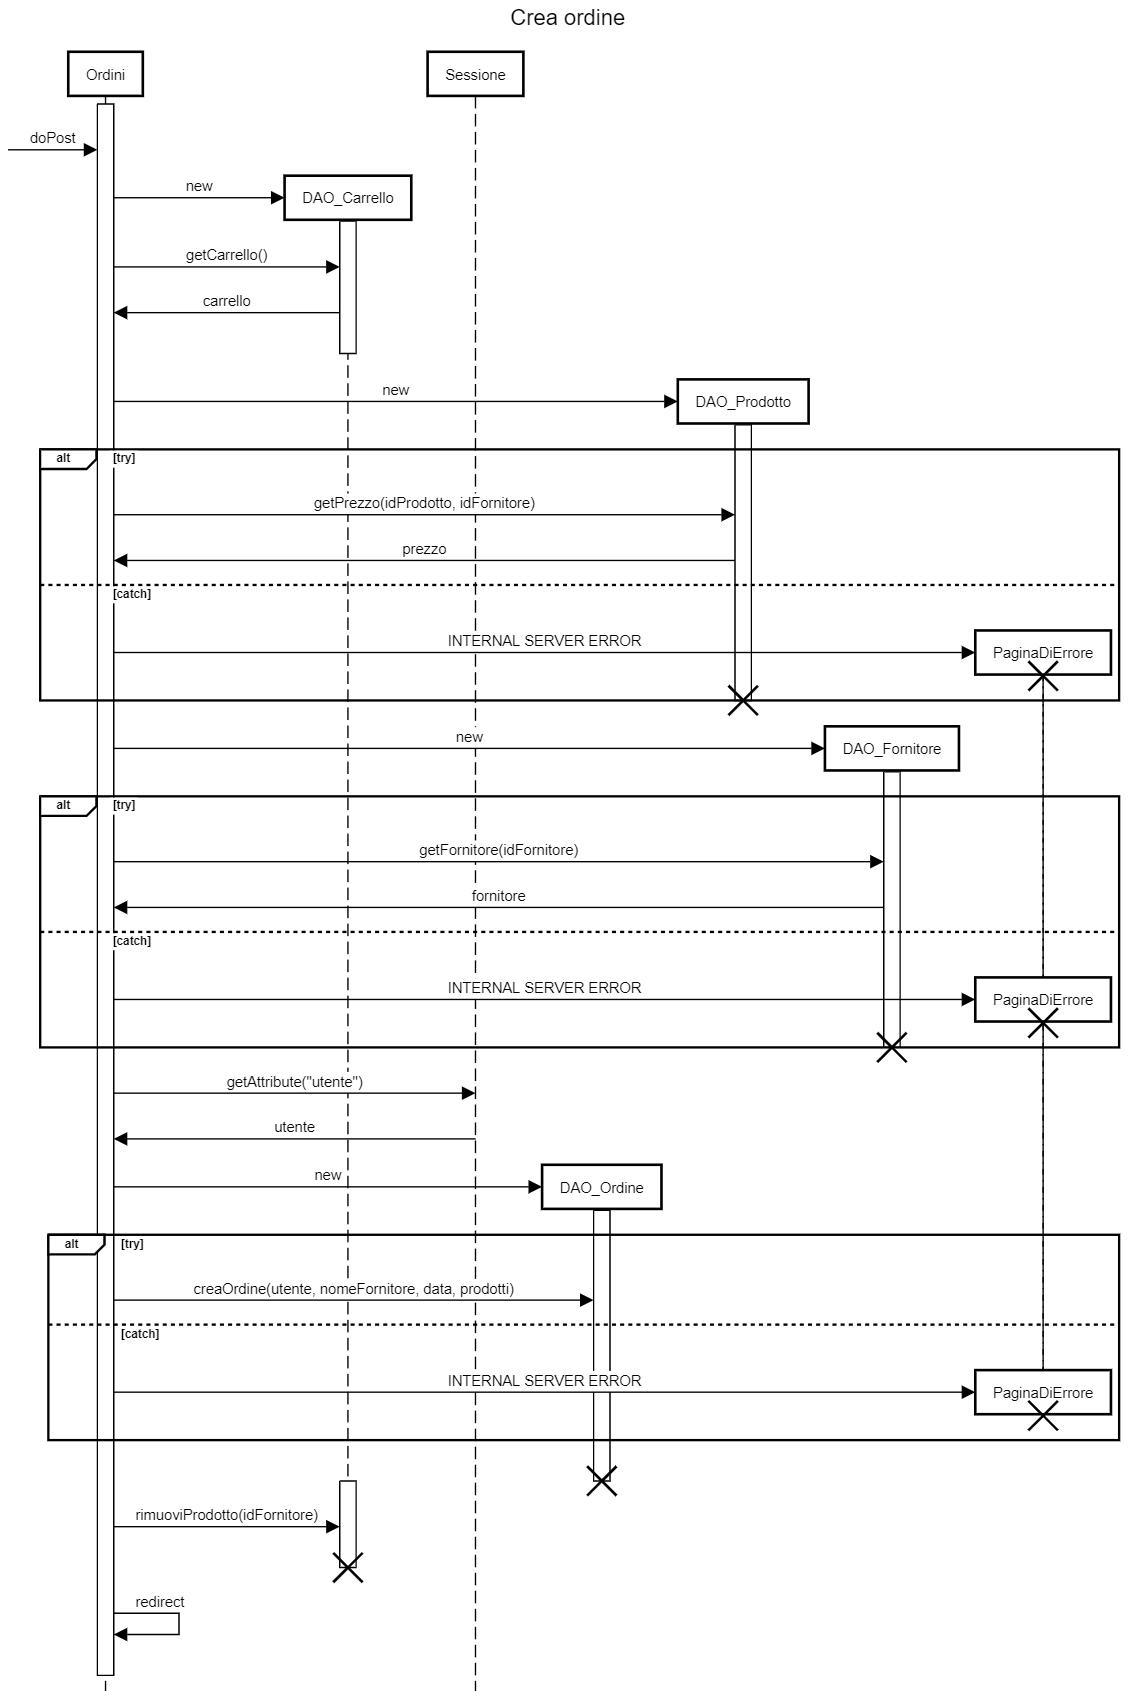 Crea ordine
Ordini
Sessione
doPost
new
DAO_Carrello
getCarrello()
carrello
new
DAO_Prodotto
alt
[try]
getPrezzo(idProdotto, idFornitore)
prezzo
[catch]
INTERNAL SERVER ERROR
PaginaDiErrore
new
DAO_Fornitore
alt
[try]
getFornitore(idFornitore)
fornitore
[catch]
INTERNAL SERVER ERROR
PaginaDiErrore
getAttribute("utente")
utente
new
DAO_Ordine
alt
[try]
creaOrdine(utente, nomeFornitore, data, prodotti)
[catch]
INTERNAL SERVER ERROR
PaginaDiErrore
rimuoviProdotto(idFornitore)
redirect